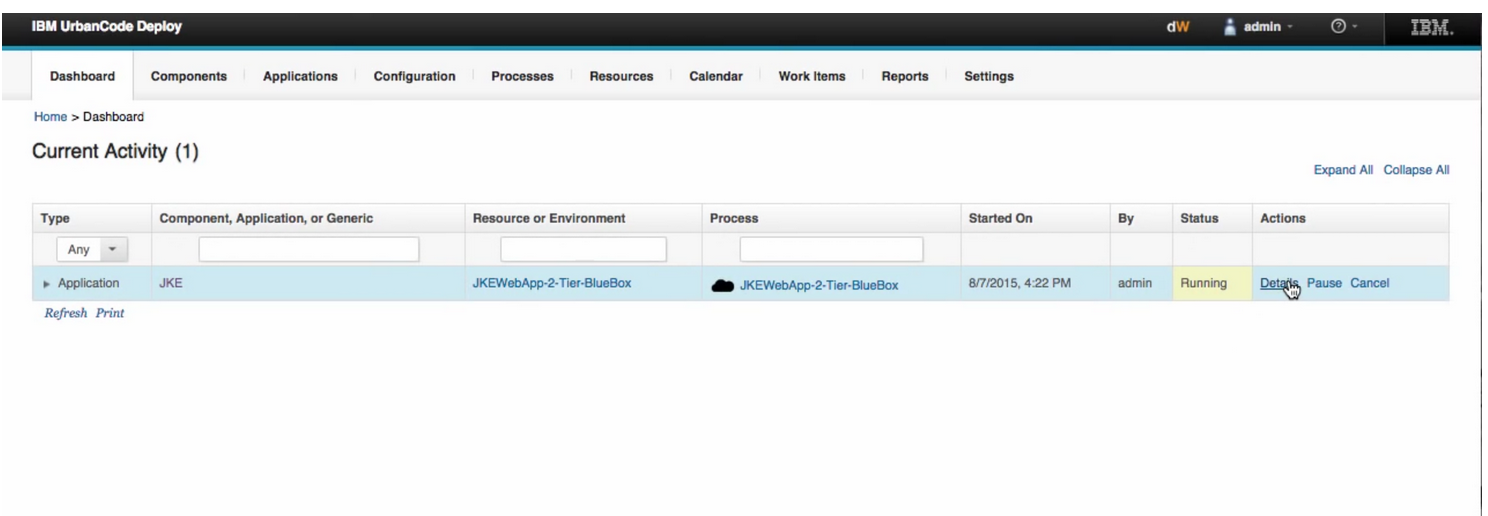 IBM UrbanCode Deploy dW admin IBM.
Dashboard Components Applications Configuration Processes Resources Calendar Work Items Reports Settings
Home > Dashboard
Current Activity (1)
Expand All Collapse All
Type Component, Application, or Generic Resource or Environment Process Started On By Status Actions
Any
Application JKE JKEWebApp-2-Tier-BlueBox JKEWebApp-2-Tier-BlueBox 8/7/2015, 4:22 PM admin Running Details Pause Cancel
Refresh Print